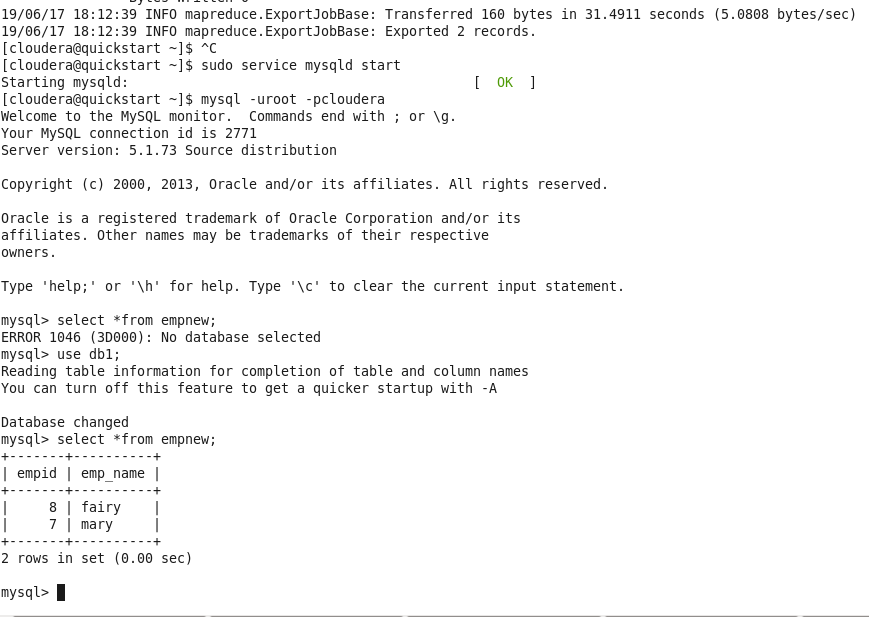 Bytes Written=0
19/06/17 18:12:39 INFO mapreduce.ExportJobBase: Transferred 160 bytes in 31.4911 seconds (5.0806 bytes/sec)
19/06/17 18:12:39 INFO mapreduce.ExportJobBase: Exported 2 records.
[cloudera@quickstart ~]$ ^C
[cloudera@quickstart ~]$ sudo service mysqld start
Starting mysqld:                                           [  OK  ]
[cloudera@quickstart ~]$ mysql -uroot -pcloudera
Welcome to the MySQL monitor.  Commands end with ; or \g.
Your MySQL connection id is 2771
Server version: 5.1.73 Source distribution
Copyright (c) 2000, 2013, Oracle and/or its affiliates. All rights reserved.
Oracle is a registered trademark of Oracle Corporation and/or its
affiliates. Other names may be trademarks of their respective
owners.
Type 'help;' or '\h' for help. Type '\c' to clear the current input statement.
mysql> select *from empnew;
ERROR 1046 (3D000): No database selected
mysql> use db1;
Reading table information for completion of table and column names
You can turn off this feature to get a quicker startup with -A
Database changed
mysql> select *from empnew;
+-------+----------+
| empid | emp_name |
+-------+----------+
|     8 | fairy    |
|     7 | mary     |
+-------+----------+
2 rows in set (0.00 sec)
mysql>